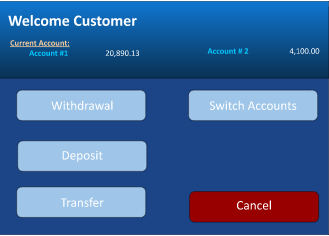 Welcome Customer
Current Account:
Account #1 20,890.13 Account # 2 4,100.00
Withdrawal Switch Accounts
Deposit
Transfer Cancel